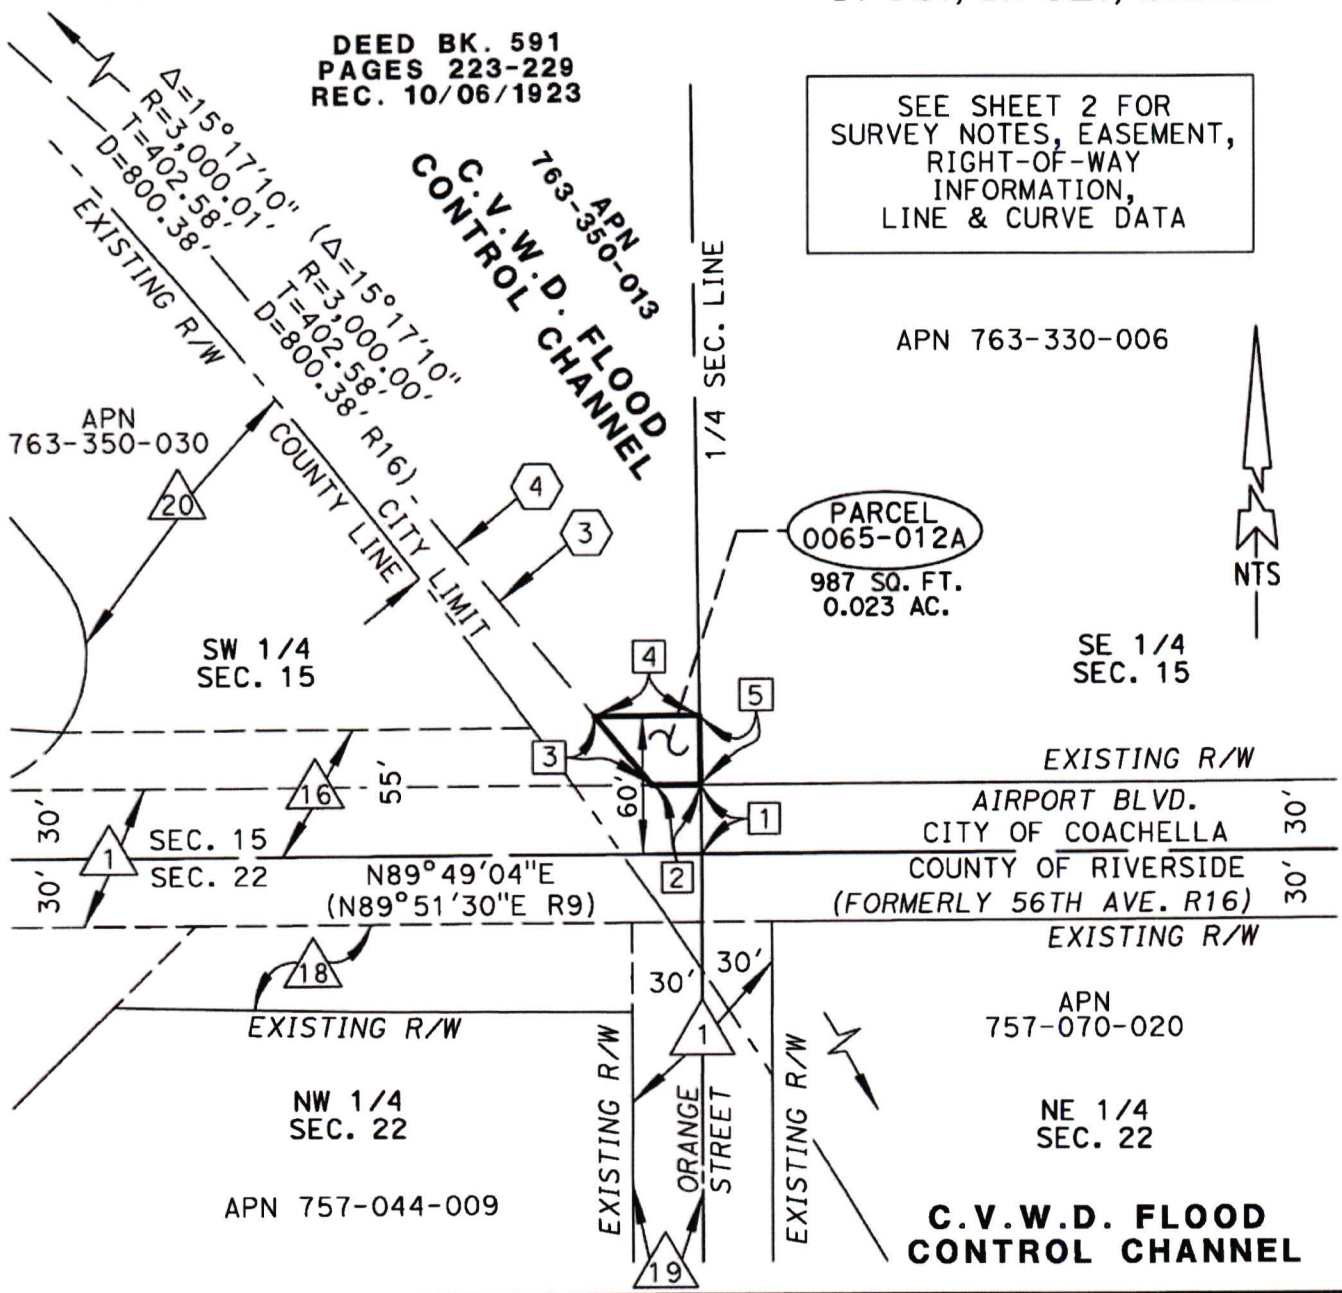 DEED BK. 591
PAGES 223-229
REC. 10/06/1923
Δ=15°17'10"
R=3,000.01'
T=402.58'
D=800.38'
(Δ=15°17'10"
R=3,000.00'
T=402.58'
D=800.38' R16)
EXISTING R/W
APN
763-350-013
C.V.W.D. FLOOD
CONTROL CHANNEL
1/4 SEC. LINE
SEE SHEET 2 FOR
SURVEY NOTES, EASEMENT,
RIGHT-OF-WAY
INFORMATION,
LINE & CURVE DATA
APN 763-330-006
NTS
APN
763-350-030
20
COUNTY LINE
CITY LIMIT
4
3
PARCEL
0065-012A
987 SQ. FT.
0.023 AC.
SW 1/4
SEC. 15
SE 1/4
SEC. 15
4
5
3
60'
1
2
16
55'
EXISTING R/W
AIRPORT BLVD.
CITY OF COACHELLA
COUNTY OF RIVERSIDE
(FORMERLY 56TH AVE. R16)
EXISTING R/W
30'
30'
30'
30'
1
SEC. 15
SEC. 22
N89°49'04"E
(N89°51'30"E R9)
18
EXISTING R/W
30'
30'
1
EXISTING R/W
ORANGE
STREET
EXISTING R/W
19
APN
757-070-020
NW 1/4
SEC. 22
NE 1/4
SEC. 22
APN 757-044-009
C.V.W.D. FLOOD
CONTROL CHANNEL